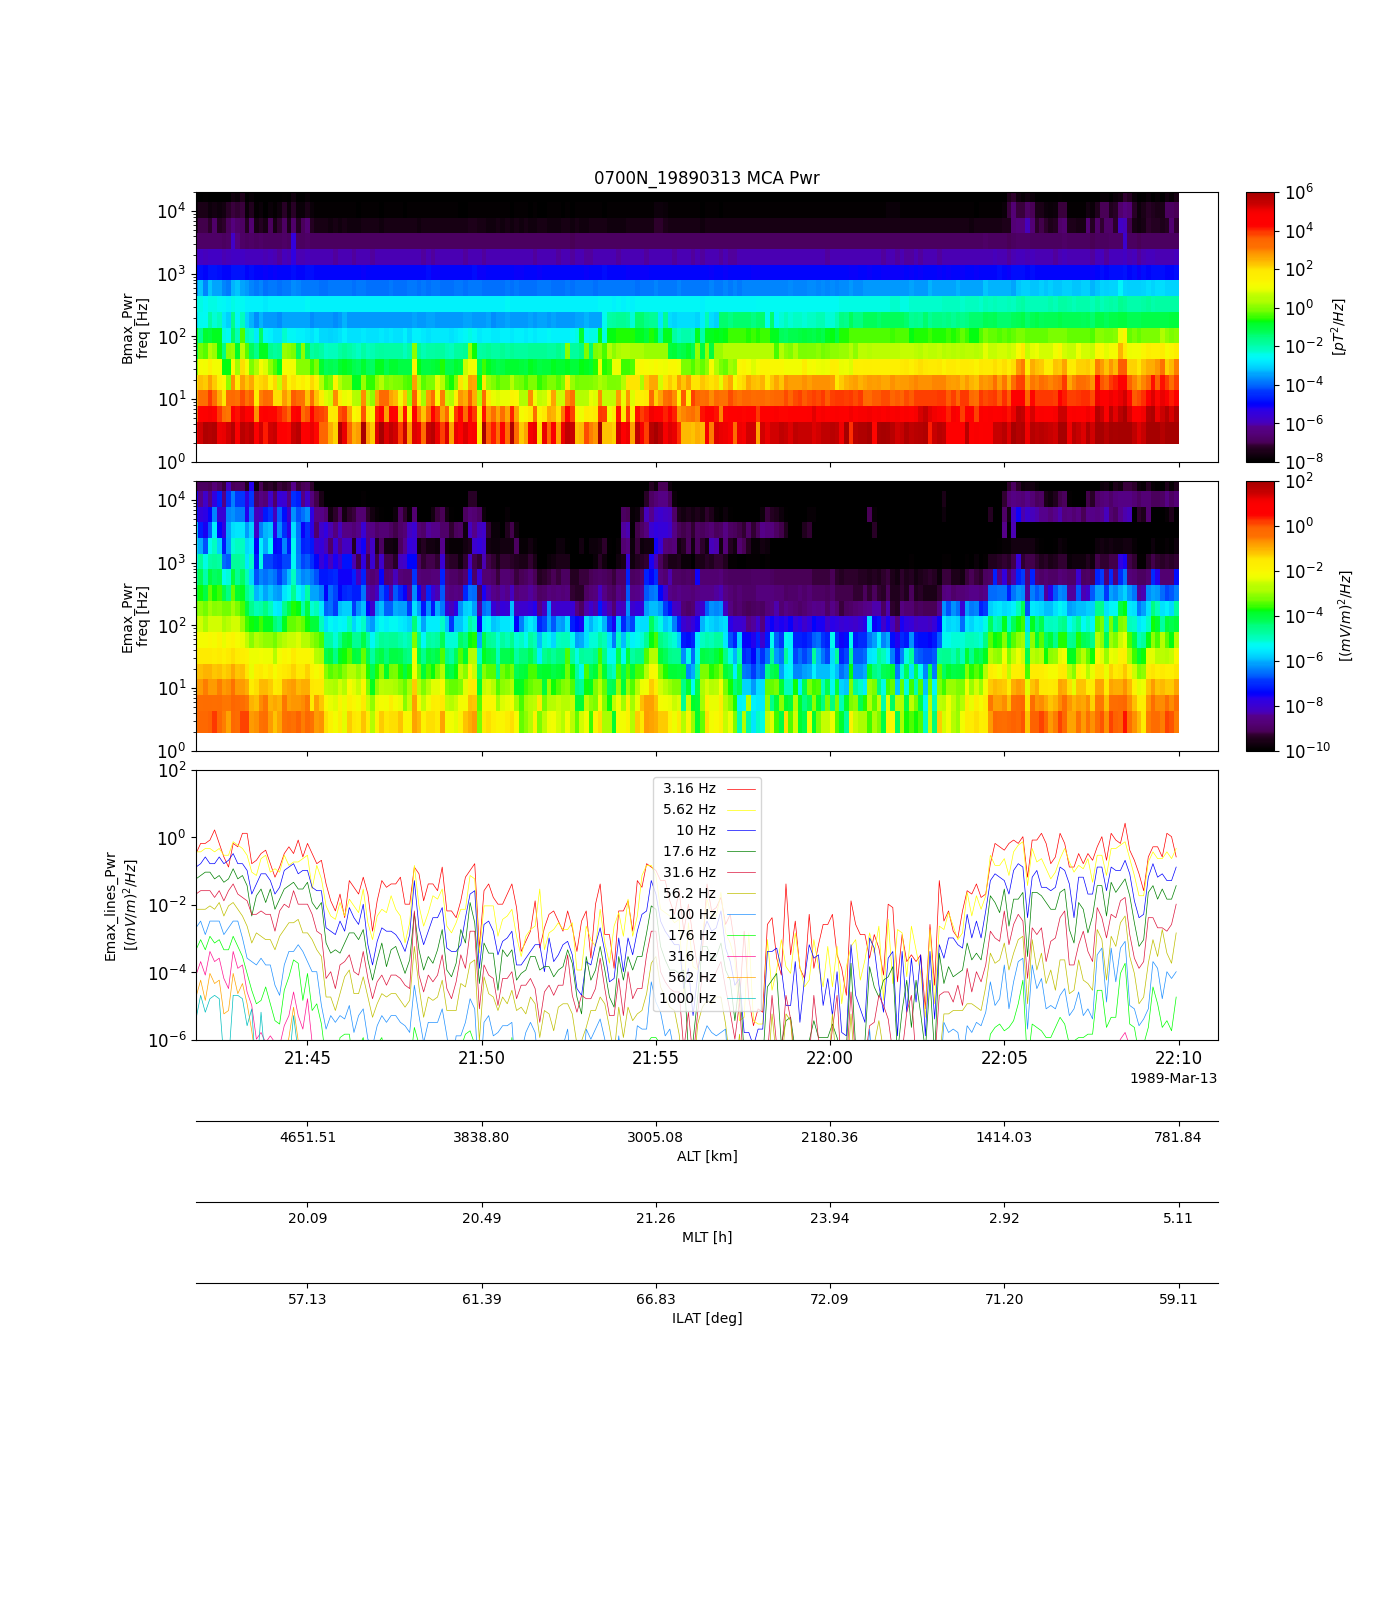 0700N_19890313 MCA Pwr
10^4
10^3
10^2
10^1
10^0
Bmax_Pwr
freq [Hz]
10^6
10^4
10^2
10^0
10^−2
10^−4
10^−6
10^−8
[pT^2/Hz]
10^4
10^3
10^2
10^1
10^0
Emax_Pwr
freq [Hz]
10^2
10^0
10^−2
10^−4
10^−6
10^−8
10^−10
[(mV/m)^2/Hz]
10^2
10^0
10^−2
10^−4
10^−6
Emax_lines_Pwr
[(mV/m)^2/Hz]
3.16 Hz
5.62 Hz
10 Hz
17.6 Hz
31.6 Hz
56.2 Hz
100 Hz
176 Hz
316 Hz
562 Hz
1000 Hz
21:45 21:50 21:55 22:00 22:05 22:10
1989-Mar-13
4651.51 3838.80 3005.08 2180.36 1414.03 781.84
ALT [km]
20.09 20.49 21.26 23.94 2.92 5.11
MLT [h]
57.13 61.39 66.83 72.09 71.20 59.11
ILAT [deg]